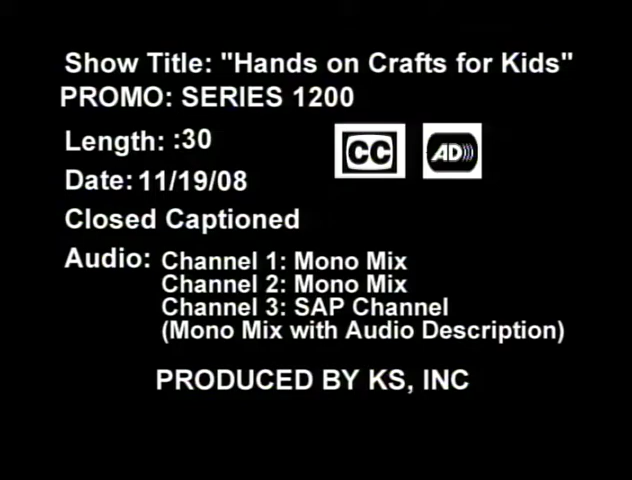 Show Title: "Hands on Crafts for Kids"
PROMO: SERIES 1200
Length: :30
CC AD
Date: 11/19/08
Closed Captioned
Audio: Channel 1: Mono Mix
Channel 2: Mono Mix
Channel 3: SAP Channel
(Mono Mix with Audio Description)
PRODUCED BY KS, INC